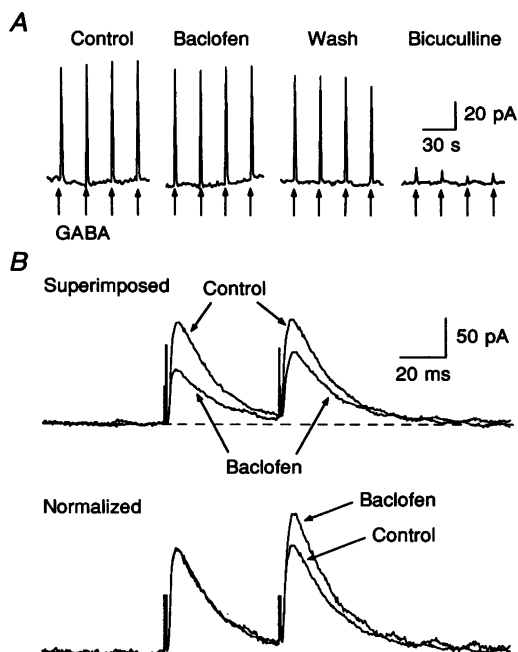 A
Control Baclofen Wash Bicuculline
20 pA
30 s
GABA
B
Superimposed
Control
50 pA
20 ms
Baclofen
Normalized
Baclofen
Control